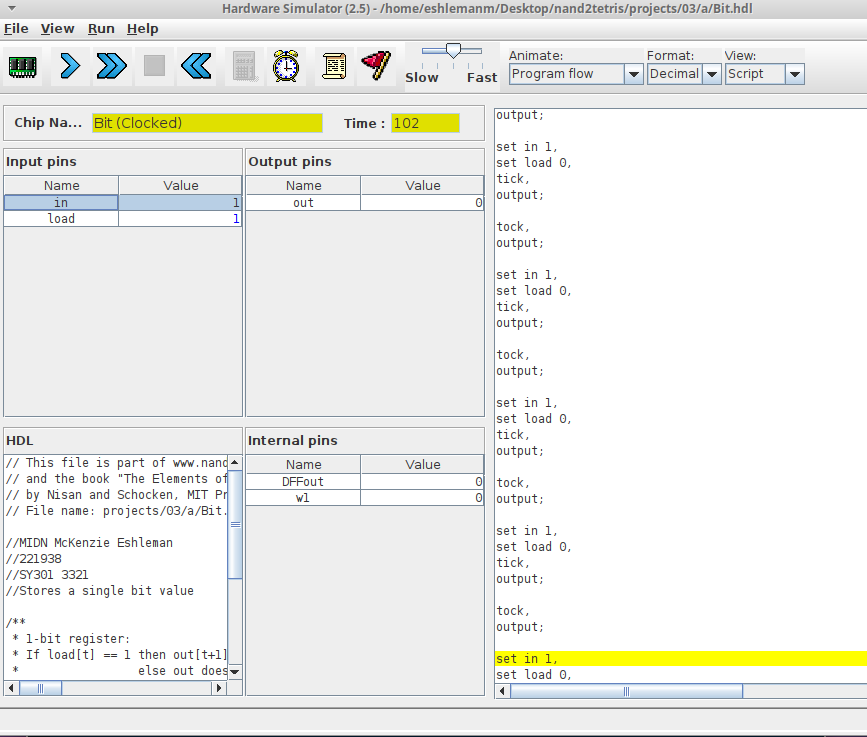 Hardware Simulator (2.5) - /home/eshlemanm/Desktop/nand2tetris/projects/03/a/Bit.hdl
File View Run Help
Slow Fast
Animate: Format: View:
Program flow Decimal Script
Chip Na... Bit (Clocked) Time : 102
Input pins
Name Value
in 1
load 1
Output pins
Name Value
out 0
HDL
// This file is part of www.nand
// and the book "The Elements of
// by Nisan and Schocken, MIT Pr
// File name: projects/03/a/Bit.
//MIDN McKenzie Eshleman
//221938
//SY301 3321
//Stores a single bit value
/**
* 1-bit register:
* If load[t] == 1 then out[t+1]
* else out does
Internal pins
Name Value
DFFout 0
w1 0
output;
set in 1,
set load 0,
tick,
output;
tock,
output;
set in 1,
set load 0,
tick,
output;
tock,
output;
set in 1,
set load 0,
tick,
output;
tock,
output;
set in 1,
set load 0,
tick,
output;
tock,
output;
set in 1,
set load 0,